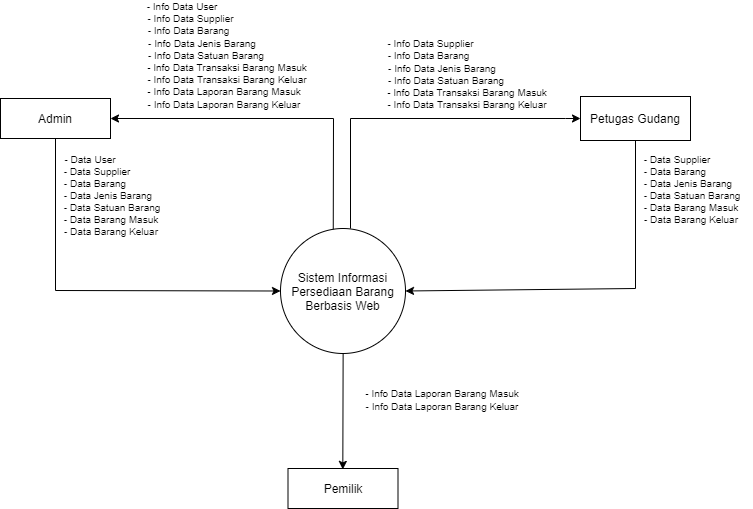 - Info Data User
- Info Data Supplier
- Info Data Barang
- Info Data Jenis Barang
- Info Data Satuan Barang
- Info Data Transaksi Barang Masuk
- Info Data Transaksi Barang Keluar
- Info Data Laporan Barang Masuk
- Info Data Laporan Barang Keluar
- Info Data Supplier
- Info Data Barang
- Info Data Jenis Barang
- Info Data Satuan Barang
- Info Data Transaksi Barang Masuk
- Info Data Transaksi Barang Keluar
Admin
Petugas Gudang
- Data User
- Data Supplier
- Data Barang
- Data Jenis Barang
- Data Satuan Barang
- Data Barang Masuk
- Data Barang Keluar
- Data Supplier
- Data Barang
- Data Jenis Barang
- Data Satuan Barang
- Data Barang Masuk
- Data Barang Keluar
Sistem Informasi
Persediaan Barang
Berbasis Web
- Info Data Laporan Barang Masuk
- Info Data Laporan Barang Keluar
Pemilik